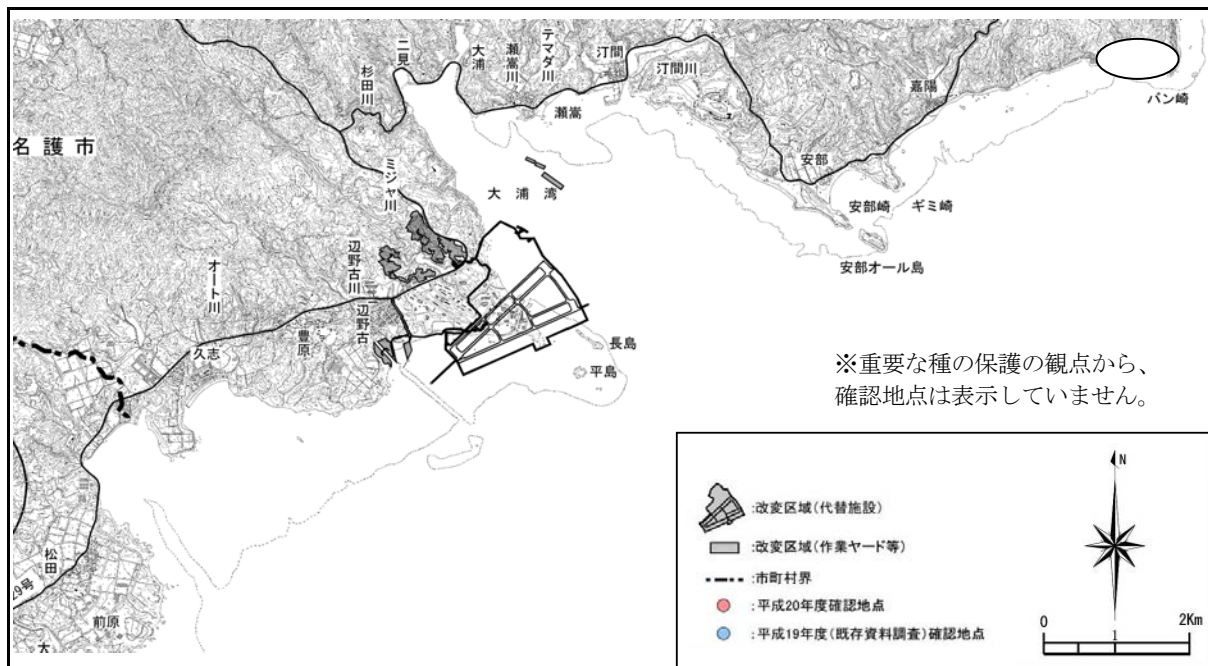 名護市
二見
杉田川
大浦
瀬嵩川
テマダ川
汀間
汀間川
瀬嵩
嘉陽
バン崎
ミジャ川
大浦湾
安部
安部崎
ギミ崎
安部オール島
辺野古川
辺野古
オート川
豊原
久志
長島
平島
松田
前原
※重要な種の保護の観点から、
確認地点は表示していません。
N
:改変区域(代替施設)
:改変区域(作業ヤード等)
:市町村界
:平成20年度確認地点
:平成19年度(既存資料調査)確認地点
0 1 2Km
29号
大